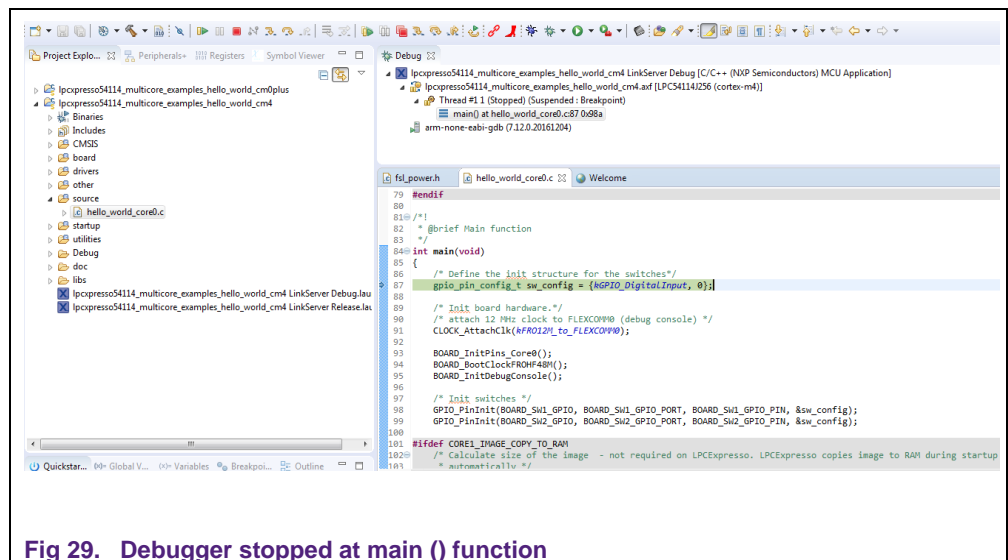 Project Explo... Peripherals+ Registers Symbol Viewer
lpcxpresso54114_multicore_examples_hello_world_cm0plus
lpcxpresso54114_multicore_examples_hello_world_cm4
Binaries
Includes
CMSIS
board
drivers
other
source
hello_world_core0.c
startup
utilities
Debug
doc
libs
lpcxpresso54114_multicore_examples_hello_world_cm4 LinkServer Debug.lau
lpcxpresso54114_multicore_examples_hello_world_cm4 LinkServer Release.lau
Quickstar... Global V... Variables Breakpoi... Outline
Debug
lpcxpresso54114_multicore_examples_hello_world_cm4 LinkServer Debug [C/C++ (NXP Semiconductors) MCU Application]
lpcxpresso54114_multicore_examples_hello_world_cm4.axf [LPC54114J256 (cortex-m4)]
Thread #1 1 (Stopped) (Suspended : Breakpoint)
main() at hello_world_core0.c:87 0x98a
arm-none-eabi-gdb (7.12.0.20161204)
fsl_power.h hello_world_core0.c Welcome
79 #endif
80
81 /*!
82 * @brief Main function
83 */
84 int main(void)
85 {
86 /* Define the init structure for the switches*/
87 gpio_pin_config_t sw_config = {kGPIO_DigitalInput, 0};
88
89 /* Init board hardware.*/
90 /* attach 12 MHz clock to FLEXCOMM0 (debug console) */
91 CLOCK_AttachClk(kFRO12M_to_FLEXCOMM0);
92
93 BOARD_InitPins_Core0();
94 BOARD_BootClockFROHF48M();
95 BOARD_InitDebugConsole();
96
97 /* Init switches */
98 GPIO_PinInit(BOARD_SW1_GPIO, BOARD_SW1_GPIO_PORT, BOARD_SW1_GPIO_PIN, &sw_config);
99 GPIO_PinInit(BOARD_SW2_GPIO, BOARD_SW2_GPIO_PORT, BOARD_SW2_GPIO_PIN, &sw_config);
100
101 #ifdef CORE1_IMAGE_COPY_TO_RAM
102 /* Calculate size of the image - not required on LPCExpresso. LPCExpresso copies image to RAM during startup
103 * automatically */
Fig 29. Debugger stopped at main () function